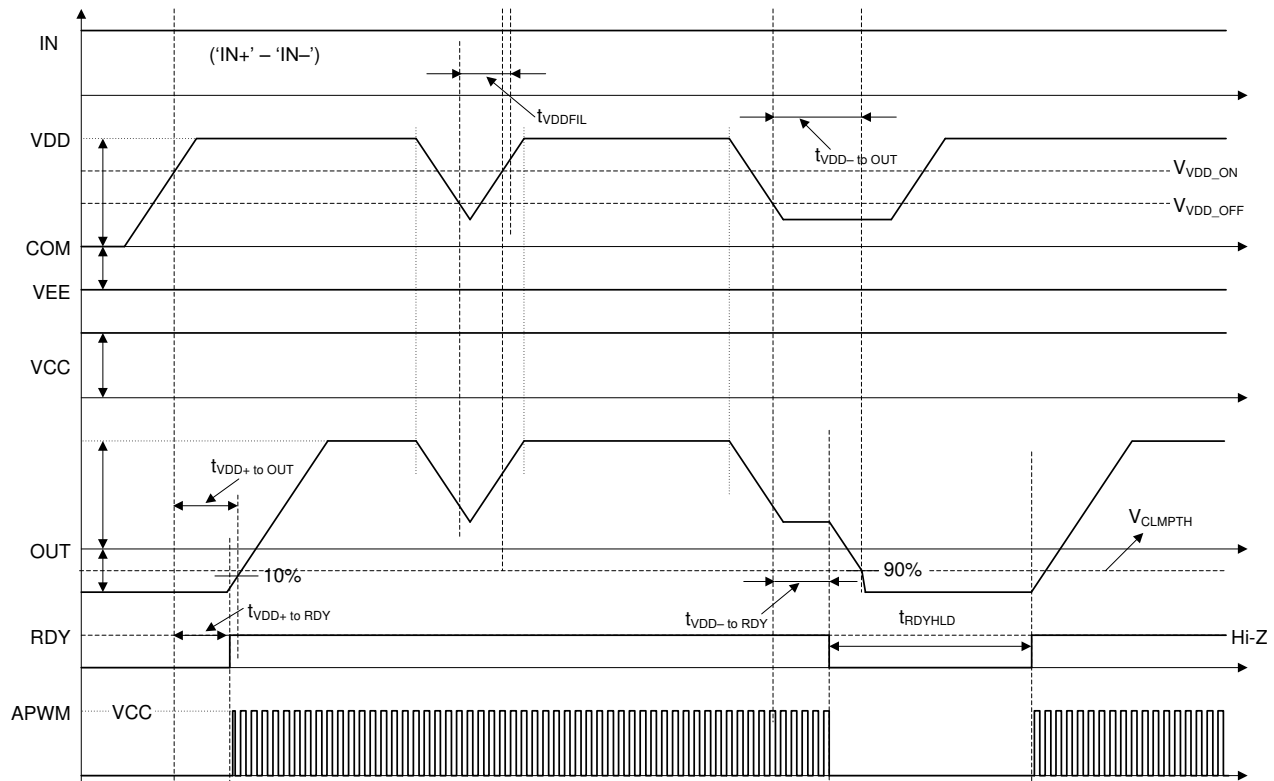 IN
('IN+' – 'IN–')
tVDDFIL
VDD
tVDD– to OUT
VVDD_ON
VVDD_OFF
COM
VEE
VCC
tVDD+ to OUT
VCLMPTH
OUT
10%
90%
tVDD+ to RDY
tVDD– to RDY
tRDYHLD
RDY
Hi-Z
APWM
VCC